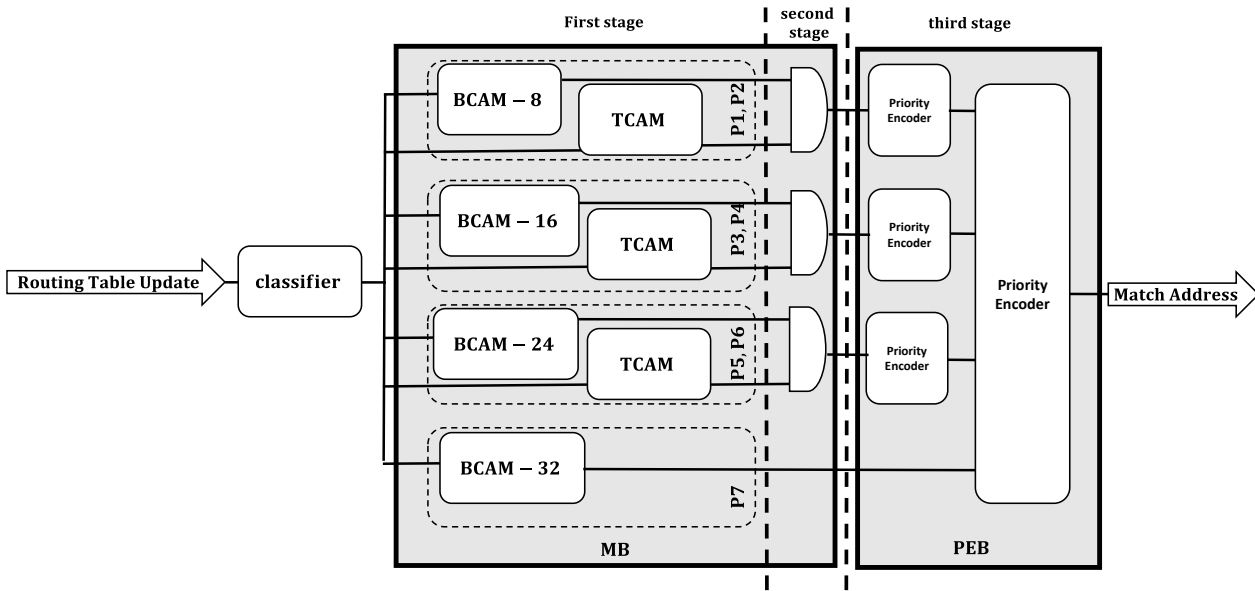 First stage
second
stage
third stage
BCAM − 8
TCAM
P1, P2
Priority
Encoder
BCAM − 16
TCAM
P3, P4
Priority
Encoder
Routing Table Update
classifier
Priority
Encoder
Match Address
BCAM − 24
TCAM
P5, P6
Priority
Encoder
BCAM − 32
P7
MB
PEB